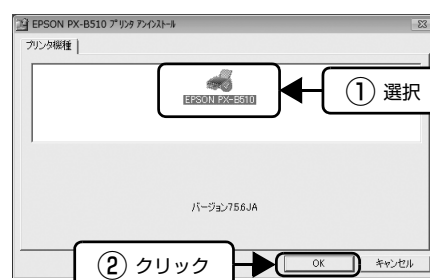 EPSON PX-B510 プリンタ アンインストール
プリンタ機種
EPSON PX-B510
① 選択
バージョン7.5.6.JA
② クリック
OK
キャンセル